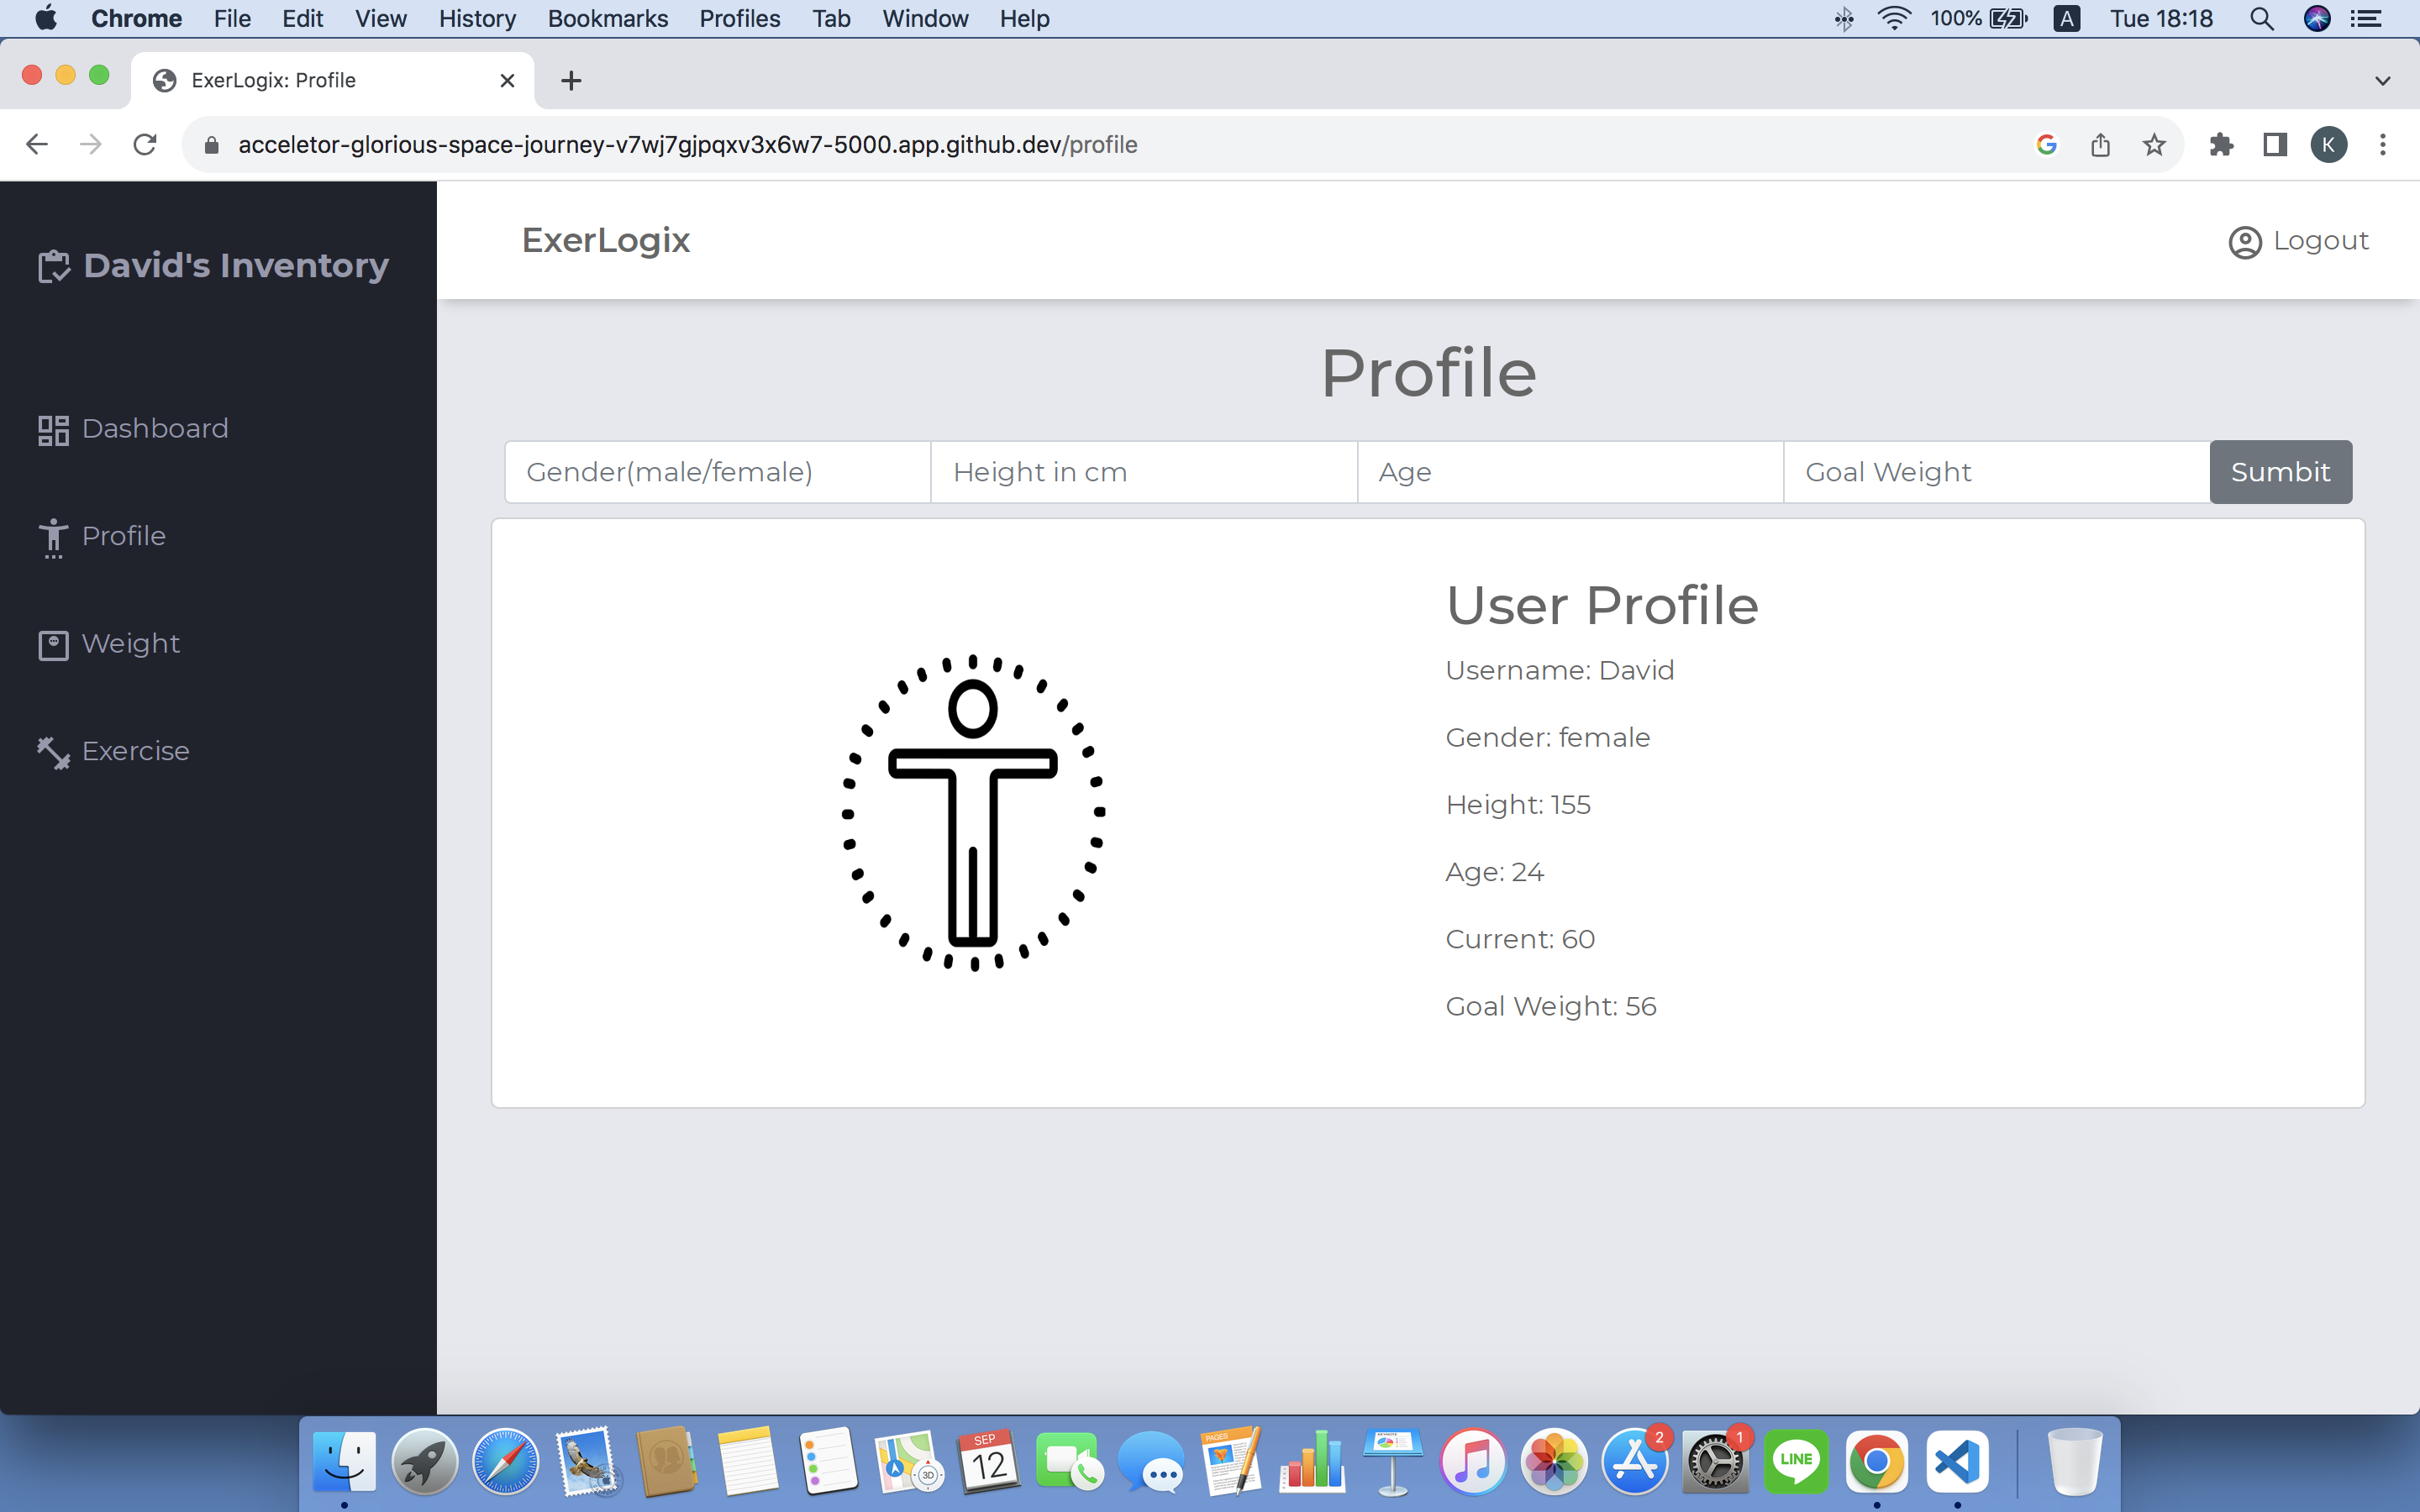 Chrome File Edit View History Bookmarks Profiles Tab Window Help 100% A Tue 18:18
ExerLogix: Profile
acceletor-glorious-space-journey-v7wj7gjpqxv3x6w7-5000.app.github.dev/profile K
David's Inventory
ExerLogix
Logout
Dashboard
Profile
Weight
Exercise
Profile
Gender(male/female) Height in cm Age Goal Weight Sumbit
User Profile
Username: David
Gender: female
Height: 155
Age: 24
Current: 60
Goal Weight: 56
3D
SEP
12
PAGES
2
1
LINE